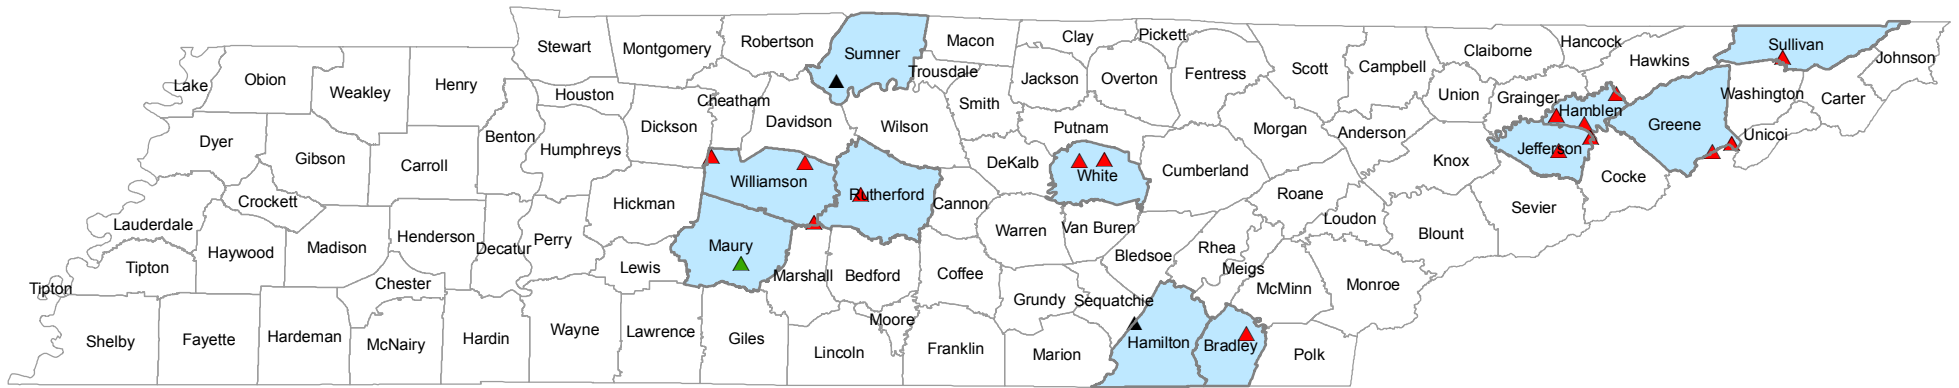 Stewart
Montgomery
Robertson
Sumner
Macon
Clay
Pickett
Claiborne
Hancock
Hawkins
Sullivan
Johnson
Lake
Obion
Weakley
Henry
Houston
Cheatham
Trousdale
Jackson
Overton
Fentress
Scott
Campbell
Union
Grainger
Hamblen
Washington
Carter
Dyer
Gibson
Carroll
Benton
Humphreys
Dickson
Davidson
Wilson
Smith
Putnam
Morgan
Anderson
Knox
Jefferson
Greene
Unicoi
Crockett
Williamson
Rutherford
DeKalb
White
Cumberland
Roane
Cocke
Lauderdale
Haywood
Madison
Henderson
Decatur
Perry
Hickman
Cannon
Warren
Van Buren
Loudon
Sevier
Tipton
Chester
Lewis
Maury
Marshall
Bedford
Coffee
Bledsoe
Rhea
Meigs
Blount
Tipton
Grundy
Sequatchie
McMinn
Monroe
Shelby
Fayette
Hardeman
McNairy
Hardin
Wayne
Lawrence
Giles
Moore
Lincoln
Franklin
Marion
Hamilton
Bradley
Polk